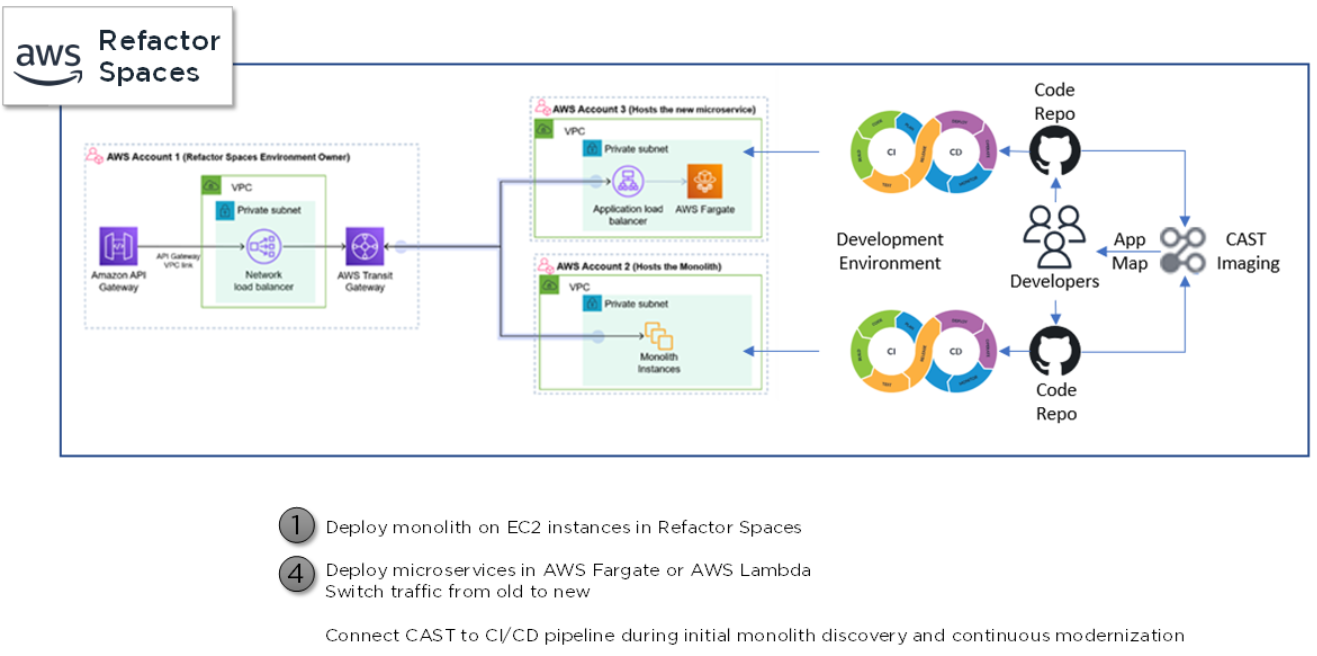 aws
Refactor
Spaces
AWS Account 1 (Refactor Spaces Environment Owner)
VPC
Private subnet
Amazon API
Gateway
API Gateway
VPC link
Network
load balancer
AWS Transit
Gateway
AWS Account 3 (Hosts the new microservice)
VPC
Private subnet
Application load
balancer
AWS Fargate
AWS Account 2 (Hosts the Monolith)
VPC
Private subnet
Monolith
Instances
CI
CD
TEST
Code
Repo
Development
Environment
Developers
App
Map
CAST
Imaging
CI
CD
TEST
Code
Repo
1
Deploy monolith on EC2 instances in Refactor Spaces
4
Deploy microservices in AWS Fargate or AWS Lambda
Switch traffic from old to new
Connect CAST to CI/CD pipeline during initial monolith discovery and continuous modernization